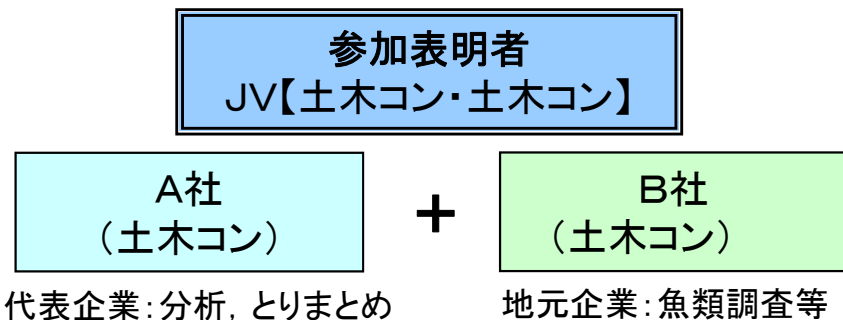 参加表明者
JV【土木コン・土木コン】
A社
（土木コン）
+
B社
（土木コン）
代表企業：分析，とりまとめ
地元企業：魚類調査等